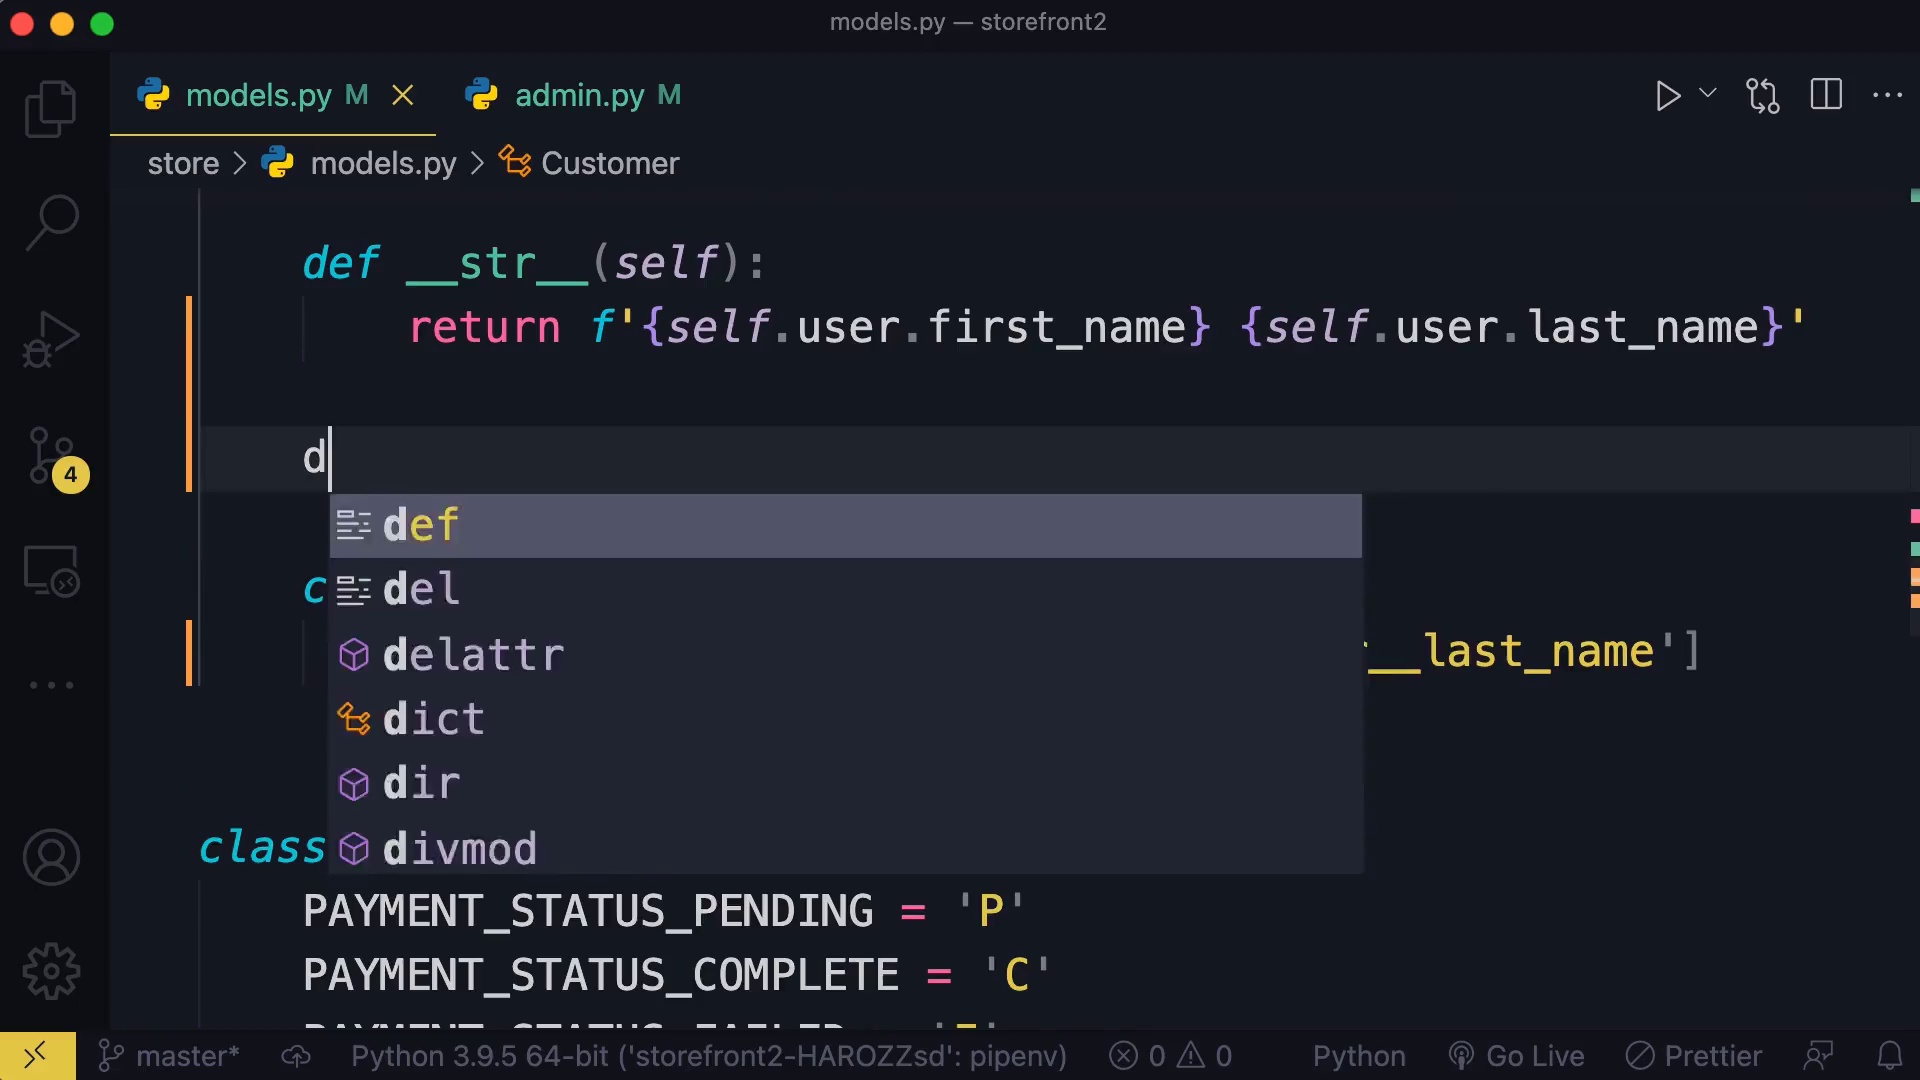 models.py — storefront2
models.py M admin.py M
store > models.py > Customer
def __str__(self):
return f'{self.user.first_name} {self.user.last_name}'
d
def
c del
delattr r__last_name']
dict
dir
class divmod
PAYMENT_STATUS_PENDING = 'P'
PAYMENT_STATUS_COMPLETE = 'C'
4
master* Python 3.9.5 64-bit ('storefront2-HAROZZsd': pipenv) 0 0 Python Go Live Prettier